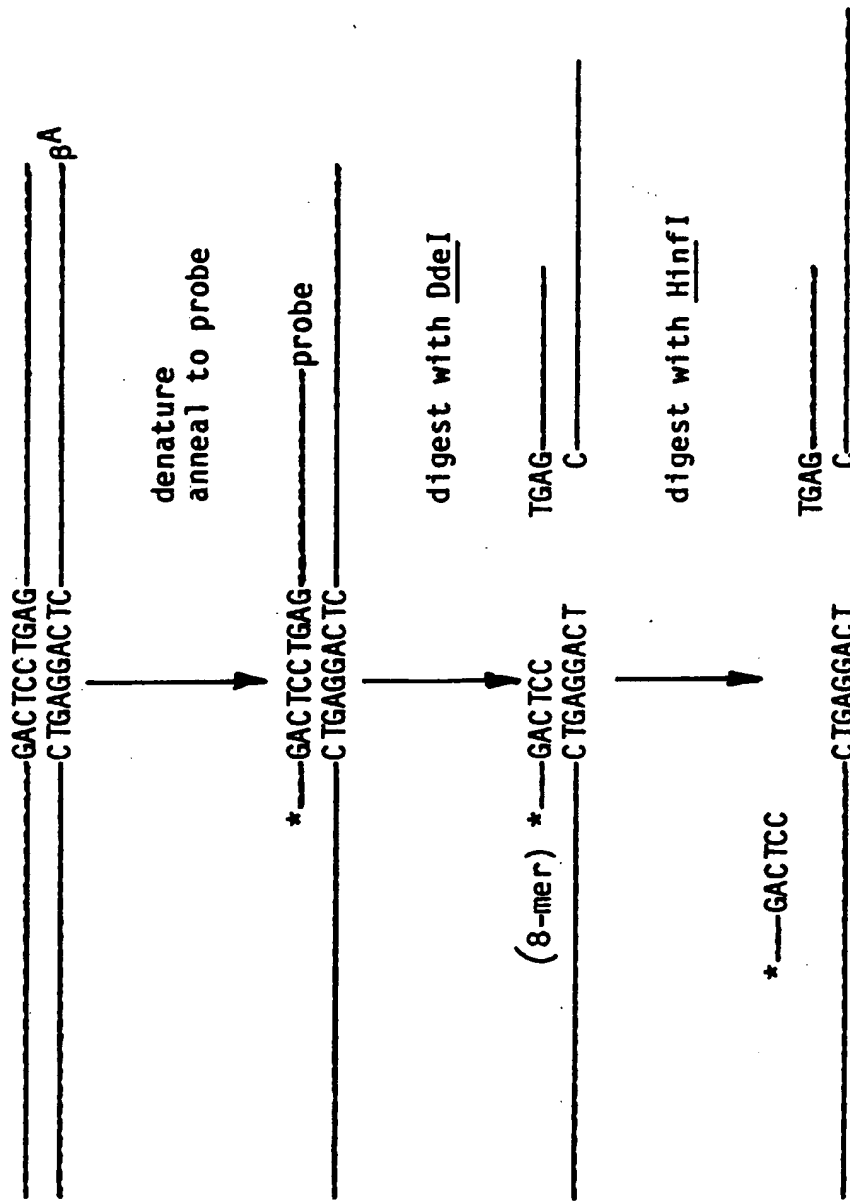 GACTCCTGAG
CTGAGGACTC βA
denature
anneal to probe
* GACTCCTGAG probe
CTGAGGACTC
digest with DdeI
(8-mer) * GACTCC TGAG
CTGAGGACT C
digest with HinfI
* GACTCC TGAG
CTGAGGACT C